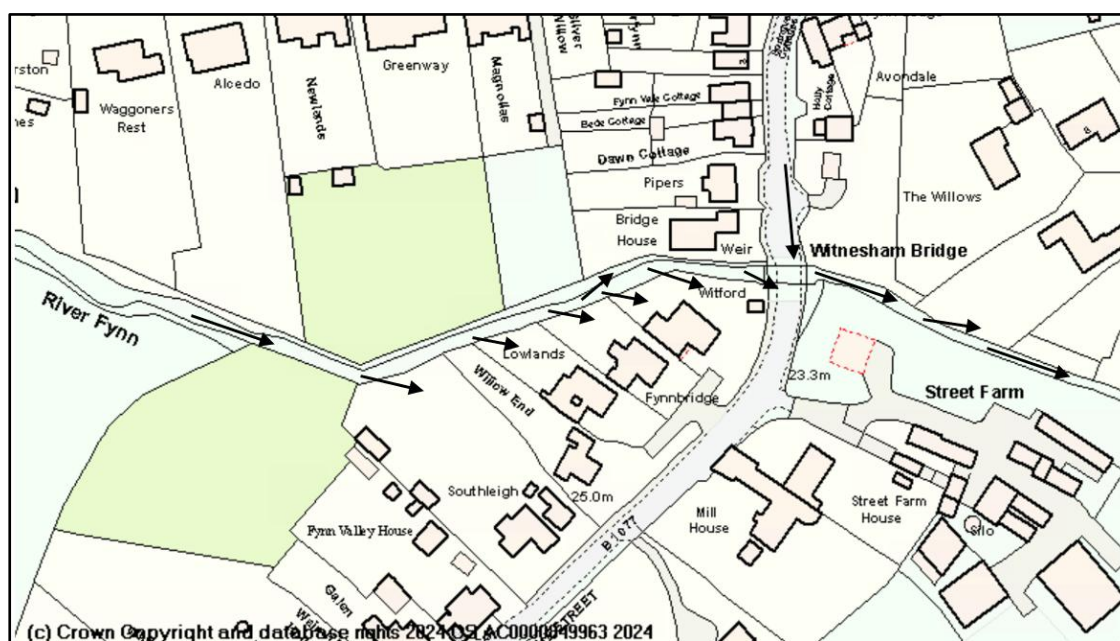 Silver
Willow
Greenway
Avondale
Alcedo
Magnolias
Newlands
Waggoners
Rest
Fynn Vale Cottage
Bede Cottage
Holly
Cottage
Dawn Cottage
Pipers
The Willows
Bridge
House
Weir
Witnesham Bridge
River Fynn
Witford
Lowlands
Willow End
Fynnbridge
23.3m
Street Farm
Southleigh
25.0m
Mill
House
Street Farm
House
Silo
Fynn Valley House
B 1077
Galen
STREET
(c) Crown Copyright and database rights 2024 OS AC0000849963 2024